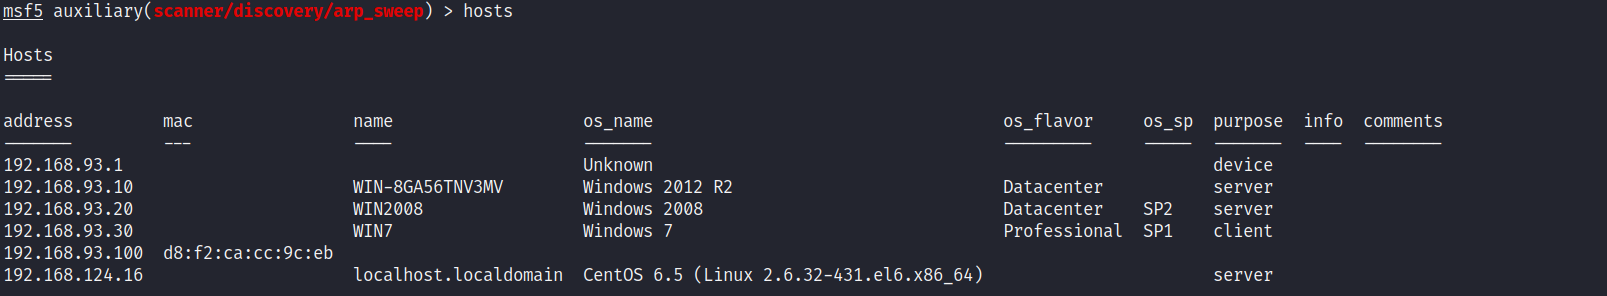 msf5 auxiliary(scanner/discovery/arp_sweep) > hosts
Hosts
=====
address mac name os_name os_flavor os_sp purpose info comments
------- --- ---- ------- --------- ----- ------- ---- --------
192.168.93.1 Unknown device
192.168.93.10 WIN-8GA56TNV3MV Windows 2012 R2 Datacenter server
192.168.93.20 WIN2008 Windows 2008 Datacenter SP2 server
192.168.93.30 WIN7 Windows 7 Professional SP1 client
192.168.93.100 d8:f2:ca:cc:9c:eb
192.168.124.16 localhost.localdomain CentOS 6.5 (Linux 2.6.32-431.el6.x86_64) server